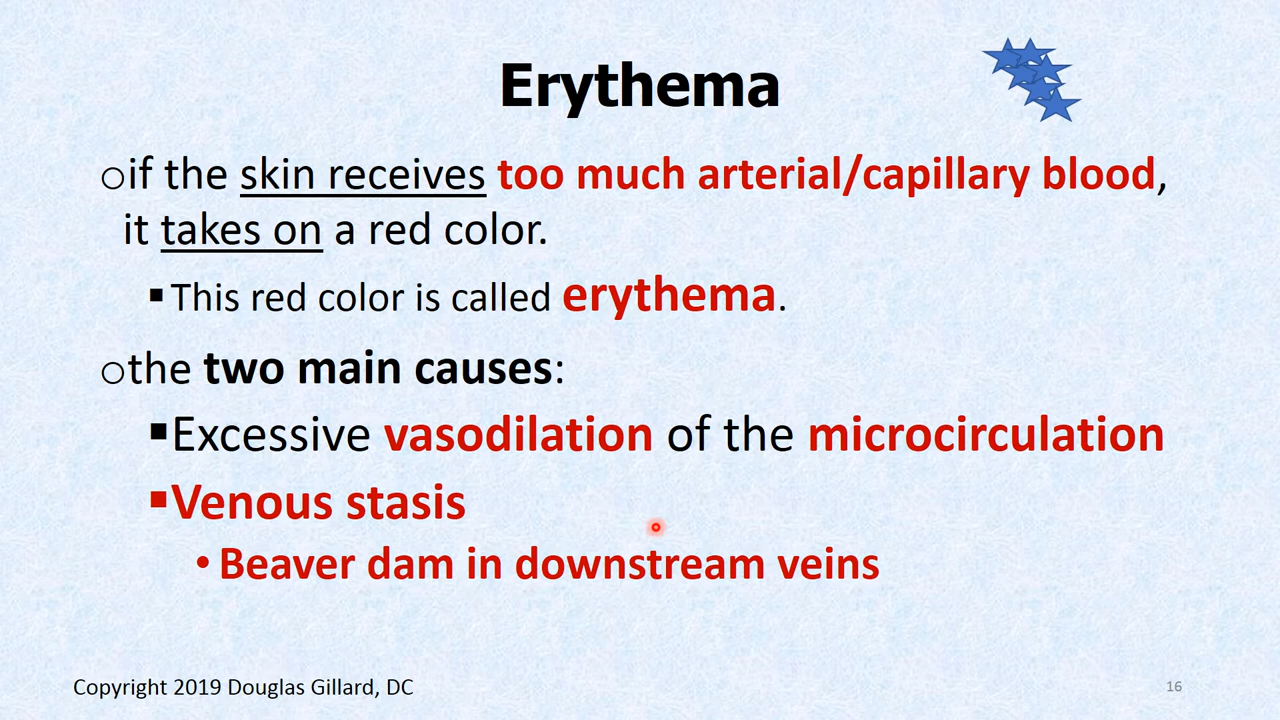 Erythema
oif the skin receives too much arterial/capillary blood,
it takes on a red color.
▪This red color is called erythema.
othe two main causes:
▪Excessive vasodilation of the microcirculation
▪Venous stasis
• Beaver dam in downstream veins
Copyright 2019 Douglas Gillard, DC
16